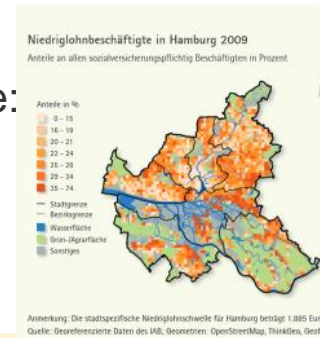 Niedriglohnbeschäftigte in Hamburg 2009
Anteile an allen sozialversicherungspflichtig Beschäftigten in Prozent
e:
Anteile in %
0 – 15
16 – 19
20 – 21
22 – 24
25 – 28
29 – 34
35 – 74
Stadtgrenze
Bezirksgrenze
Wasserfläche
Grün-/Agrarfläche
Sonstiges
Anmerkung: Die stadtspezifische Niedriglohnschwelle für Hamburg beträgt 1.885 Eur
Quelle: Georeferenzierte Daten des IAB; Geometrien: OpenStreetMap, ThinkGeo, Geof